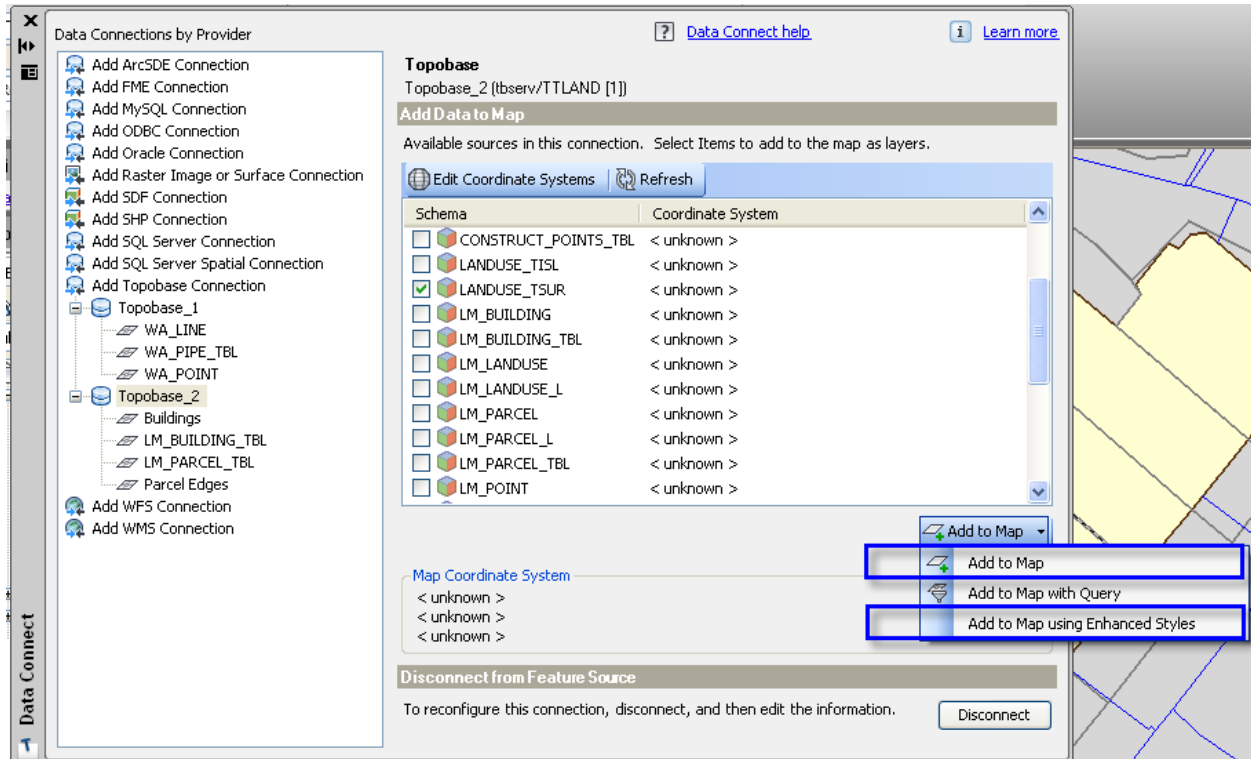 Data Connections by Provider
Data Connect help
Learn more
Add ArcSDE Connection
Add FME Connection
Add MySQL Connection
Add ODBC Connection
Add Oracle Connection
Add Raster Image or Surface Connection
Add SDF Connection
Add SHP Connection
Add SQL Server Connection
Add SQL Server Spatial Connection
Add Topobase Connection
Topobase_1
WA_LINE
WA_PIPE_TBL
WA_POINT
Topobase_2
Buildings
LM_BUILDING_TBL
LM_PARCEL_TBL
Parcel Edges
Add WFS Connection
Add WMS Connection
Topobase
Topobase_2 (tbserv/TTLAND [1])
Add Data to Map
Available sources in this connection. Select Items to add to the map as layers.
Edit Coordinate Systems Refresh
Schema Coordinate System
CONSTRUCT_POINTS_TBL < unknown >
LANDUSE_TISL < unknown >
LANDUSE_TSUR < unknown >
LM_BUILDING < unknown >
LM_BUILDING_TBL < unknown >
LM_LANDUSE < unknown >
LM_LANDUSE_L < unknown >
LM_PARCEL < unknown >
LM_PARCEL_L < unknown >
LM_PARCEL_TBL < unknown >
LM_POINT < unknown >
Add to Map
Add to Map
Add to Map with Query
Add to Map using Enhanced Styles
Map Coordinate System
< unknown >
< unknown >
< unknown >
Disconnect from Feature Source
To reconfigure this connection, disconnect, and then edit the information.
Disconnect
Data Connect